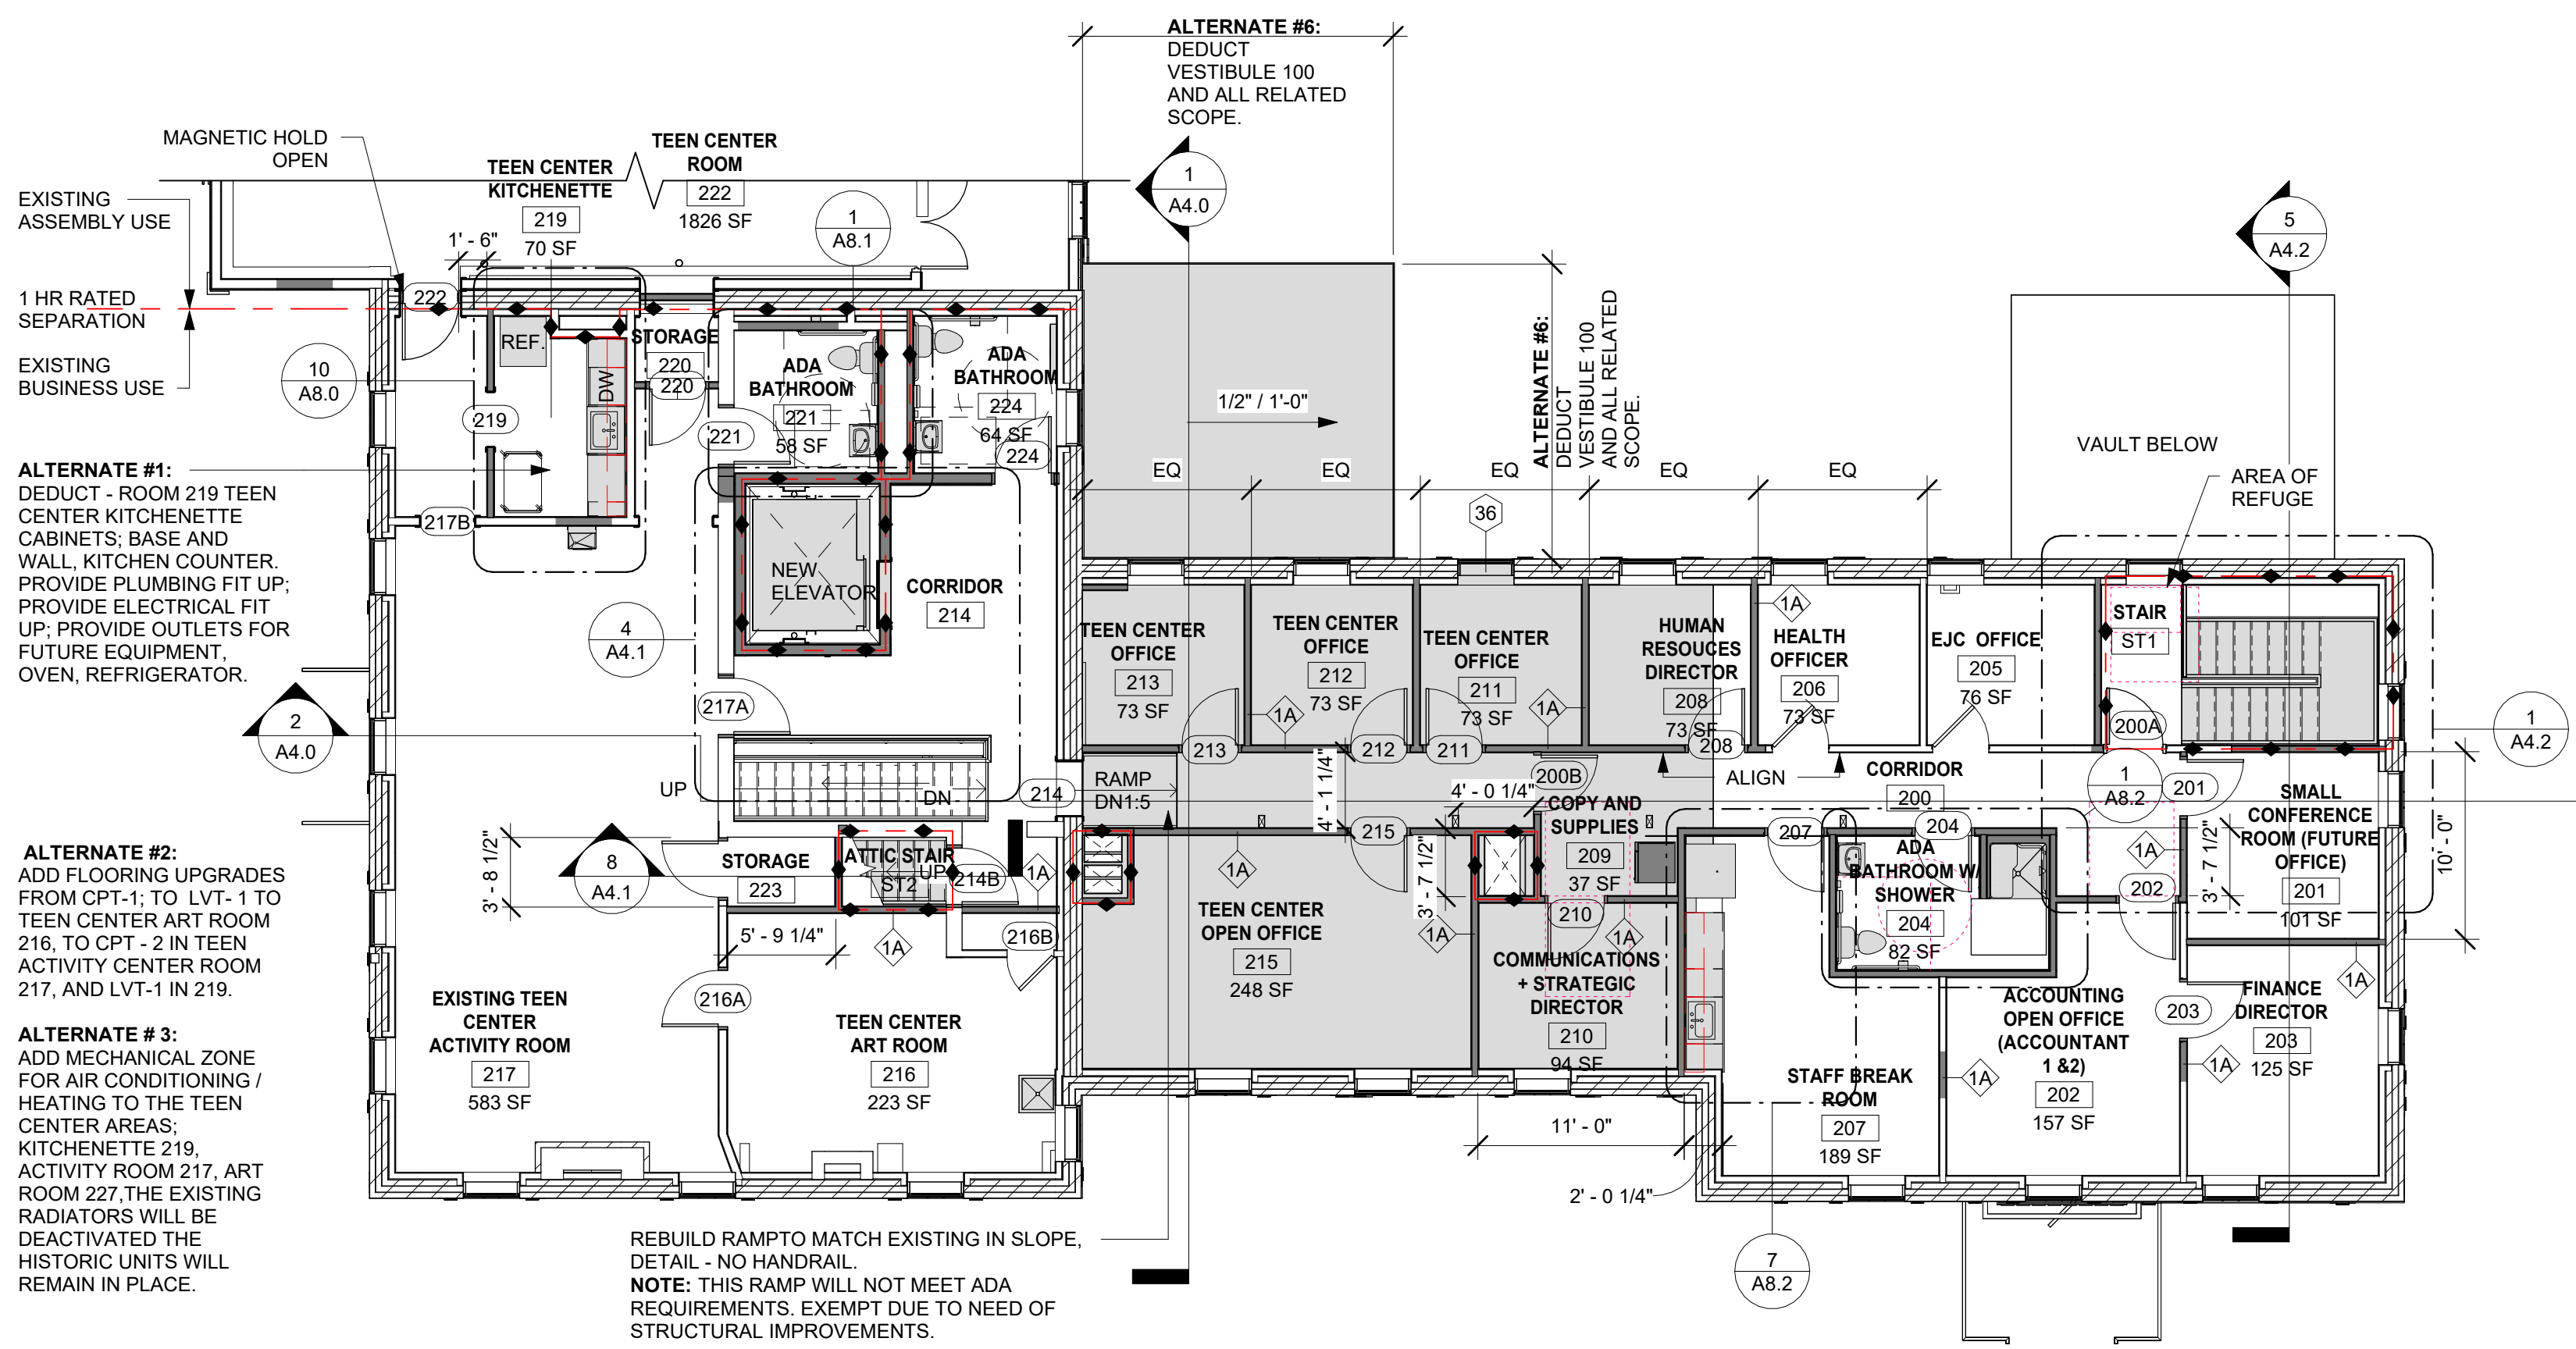 ALTERNATE #6:
DEDUCT
VESTIBULE 100
AND ALL RELATED
SCOPE.
MAGNETIC HOLD
OPEN
TEEN CENTER
KITCHENETTE
219
70 SF
TEEN CENTER
ROOM
222
1826 SF
1
A8.1
1
A4.0
5
A4.2
EXISTING
ASSEMBLY USE
1' - 6"
1 HR RATED
SEPARATION
222
EXISTING
BUSINESS USE
10
A8.0
REF.
DW
219
STORAGE
220
220
ADA
BATHROOM
221
58 SF
221
ADA
BATHROOM
224
64 SF
224
1/2" / 1'-0"
ALTERNATE #6:
DEDUCT
VESTIBULE 100
AND ALL RELATED
SCOPE.
VAULT BELOW
AREA OF
REFUGE
EQ
EQ
EQ
EQ
EQ
36
ALTERNATE #1:
DEDUCT - ROOM 219 TEEN
CENTER KITCHENETTE
CABINETS; BASE AND
WALL, KITCHEN COUNTER.
PROVIDE PLUMBING FIT UP;
PROVIDE ELECTRICAL FIT
UP; PROVIDE OUTLETS FOR
FUTURE EQUIPMENT,
OVEN, REFRIGERATOR.
217B
NEW
ELEVATOR
CORRIDOR
214
4
A4.1
2
A4.0
217A
TEEN CENTER
OFFICE
213
73 SF
TEEN CENTER
OFFICE
212
73 SF
TEEN CENTER
OFFICE
211
73 SF
HUMAN
RESOUCES
DIRECTOR
208
73 SF
HEALTH
OFFICER
206
73 SF
EJC OFFICE
205
76 SF
STAIR
ST1
1A
1A
1A
213
212
211
208
200A
1
A4.2
UP
DN
214
RAMP
DN1:5
4' - 1 1/4"
4' - 0 1/4"
200B
ALIGN
CORRIDOR
200
1
A8.2
201
SMALL
CONFERENCE
ROOM (FUTURE
OFFICE)
201
101 SF
10' - 0"
3' - 7 1/2"
ALTERNATE #2:
ADD FLOORING UPGRADES
FROM CPT-1; TO LVT- 1 TO
TEEN CENTER ART ROOM
216, TO CPT - 2 IN TEEN
ACTIVITY CENTER ROOM
217, AND LVT-1 IN 219.
3' - 8 1/2"
8
A4.1
STORAGE
223
ATTIC STAIR
UP
ST2
214B
1A
1A
5' - 9 1/4"
216B
216A
215
1A
3' - 7 1/2"
1A
COPY AND
SUPPLIES
209
37 SF
210
1A
TEEN CENTER
OPEN OFFICE
215
248 SF
COMMUNICATIONS
+ STRATEGIC
DIRECTOR
210
94 SF
207
204
ADA
BATHROOM W/
SHOWER
204
82 SF
1A
202
1A
ACCOUNTING
OPEN OFFICE
(ACCOUNTANT
1 &2)
202
157 SF
203
FINANCE
DIRECTOR
203
125 SF
1A
1A
STAFF BREAK
ROOM
207
189 SF
ALTERNATE # 3:
ADD MECHANICAL ZONE
FOR AIR CONDITIONING /
HEATING TO THE TEEN
CENTER AREAS;
KITCHENETTE 219,
ACTIVITY ROOM 217, ART
ROOM 227,THE EXISTING
RADIATORS WILL BE
DEACTIVATED THE
HISTORIC UNITS WILL
REMAIN IN PLACE.
EXISTING TEEN
CENTER
ACTIVITY ROOM
217
583 SF
TEEN CENTER
ART ROOM
216
223 SF
11' - 0"
2' - 0 1/4"
7
A8.2
REBUILD RAMPTO MATCH EXISTING IN SLOPE,
DETAIL - NO HANDRAIL.
NOTE: THIS RAMP WILL NOT MEET ADA
REQUIREMENTS. EXEMPT DUE TO NEED OF
STRUCTURAL IMPROVEMENTS.